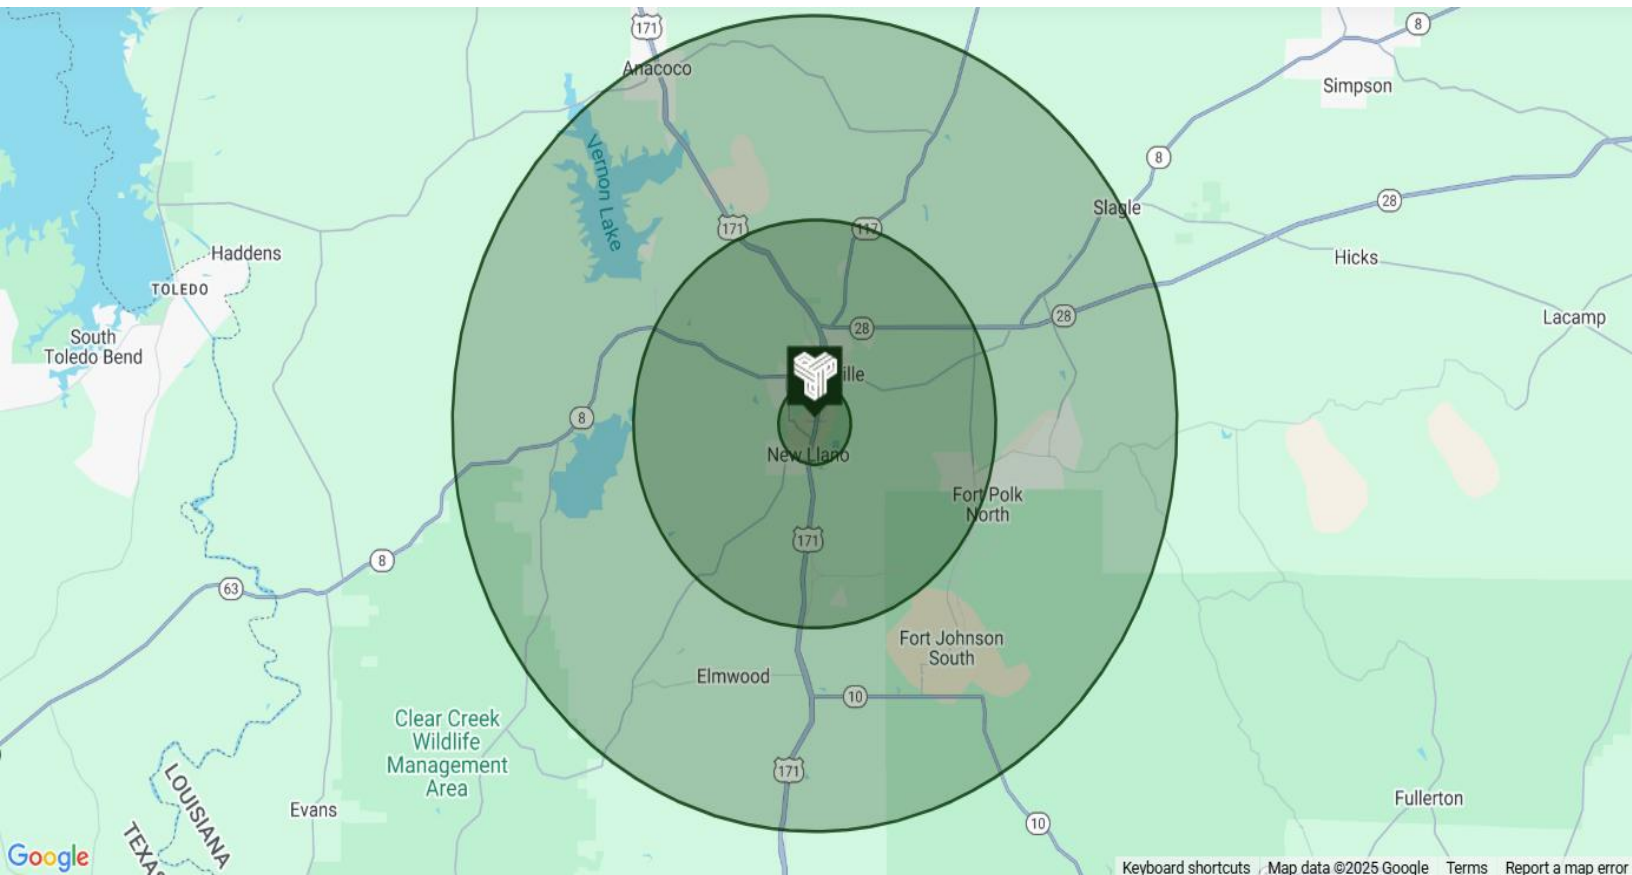 171
8
Anacoco
Simpson
Vernon Lake
8
Slagle
28
171
117
Haddens
Hicks
TOLEDO
28
28
Lacamp
South
Toledo Bend
ille
8
New Llano
Fort Polk
North
171
8
63
Fort Johnson
South
Elmwood
10
Clear Creek
Wildlife
Management
Area
171
LOUISIANA
Evans
Fullerton
10
TEXAS
Google
Keyboard shortcuts
Map data ©2025 Google
Terms
Report a map error